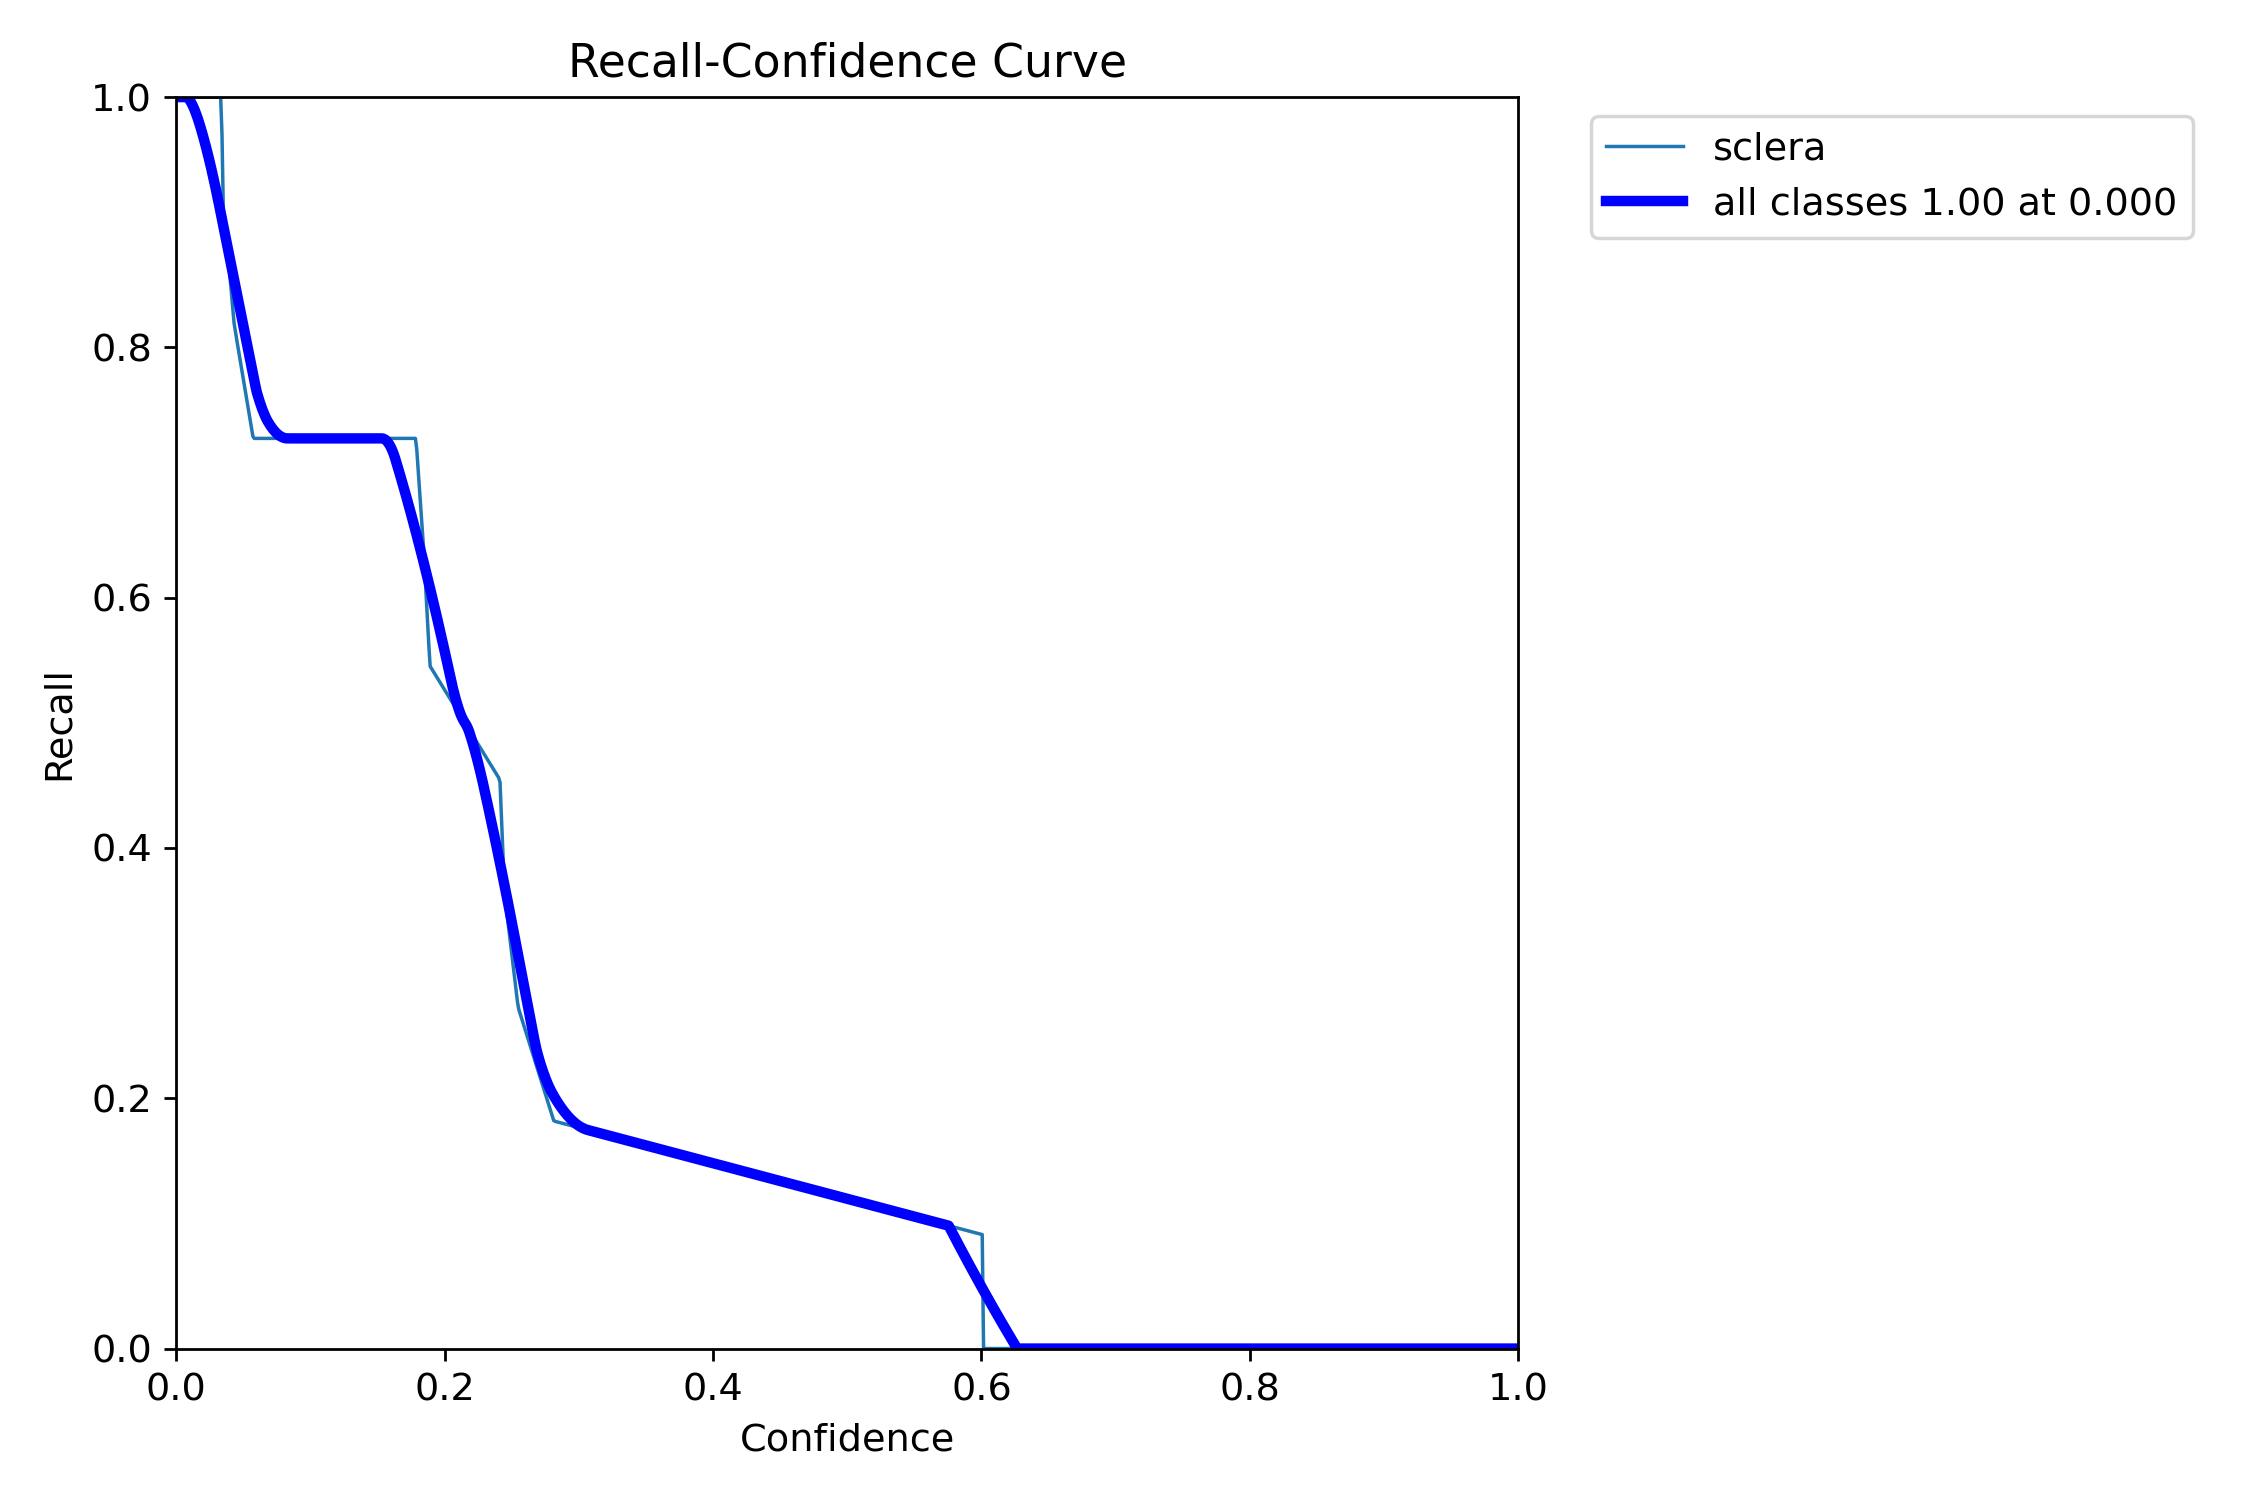 Recall-Confidence Curve
sclera
all classes 1.00 at 0.000
1.0
0.8
0.6
0.4
0.2
0.0
Recall
0.0 0.2 0.4 0.6 0.8 1.0
Confidence